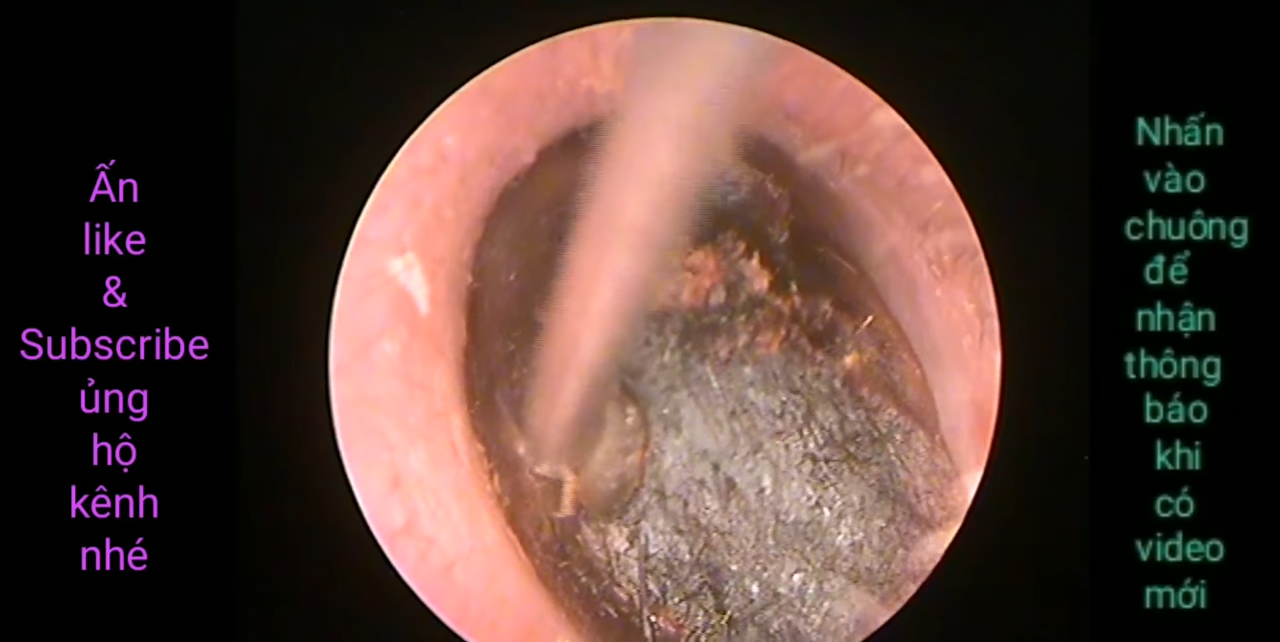 Ấn
like
&
Subscribe
ủng
hộ
kênh
nhé
Nhấn
vào
chuông
để
nhận
thông
báo
khi
có
video
mới